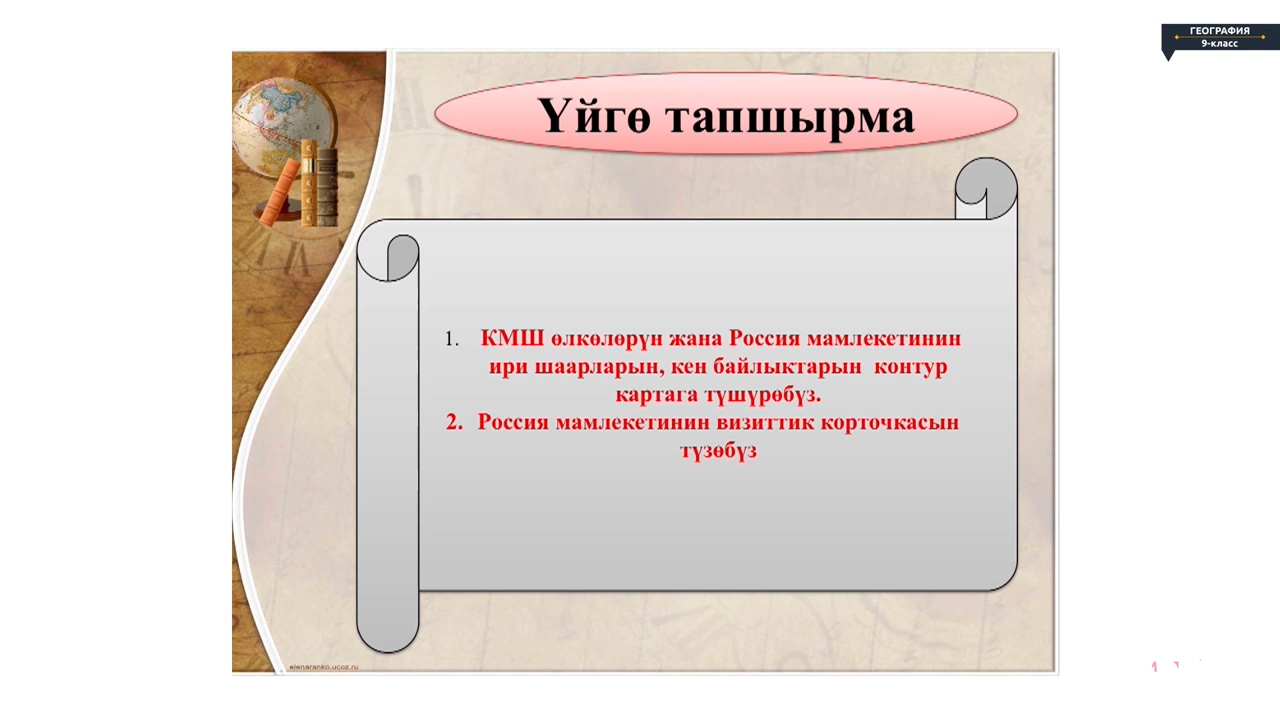 ГЕОГРАФИЯ
9-класс
Үйгө тапшырма
1. КМШ өлкөлөрүн жана Россия мамлекетинин
ири шаарларын, кен байлыктарын контур
картага түшүрөбүз.
2. Россия мамлекетинин визиттик корточкасын
түзөбүз
elenaranko.ucoz.ru